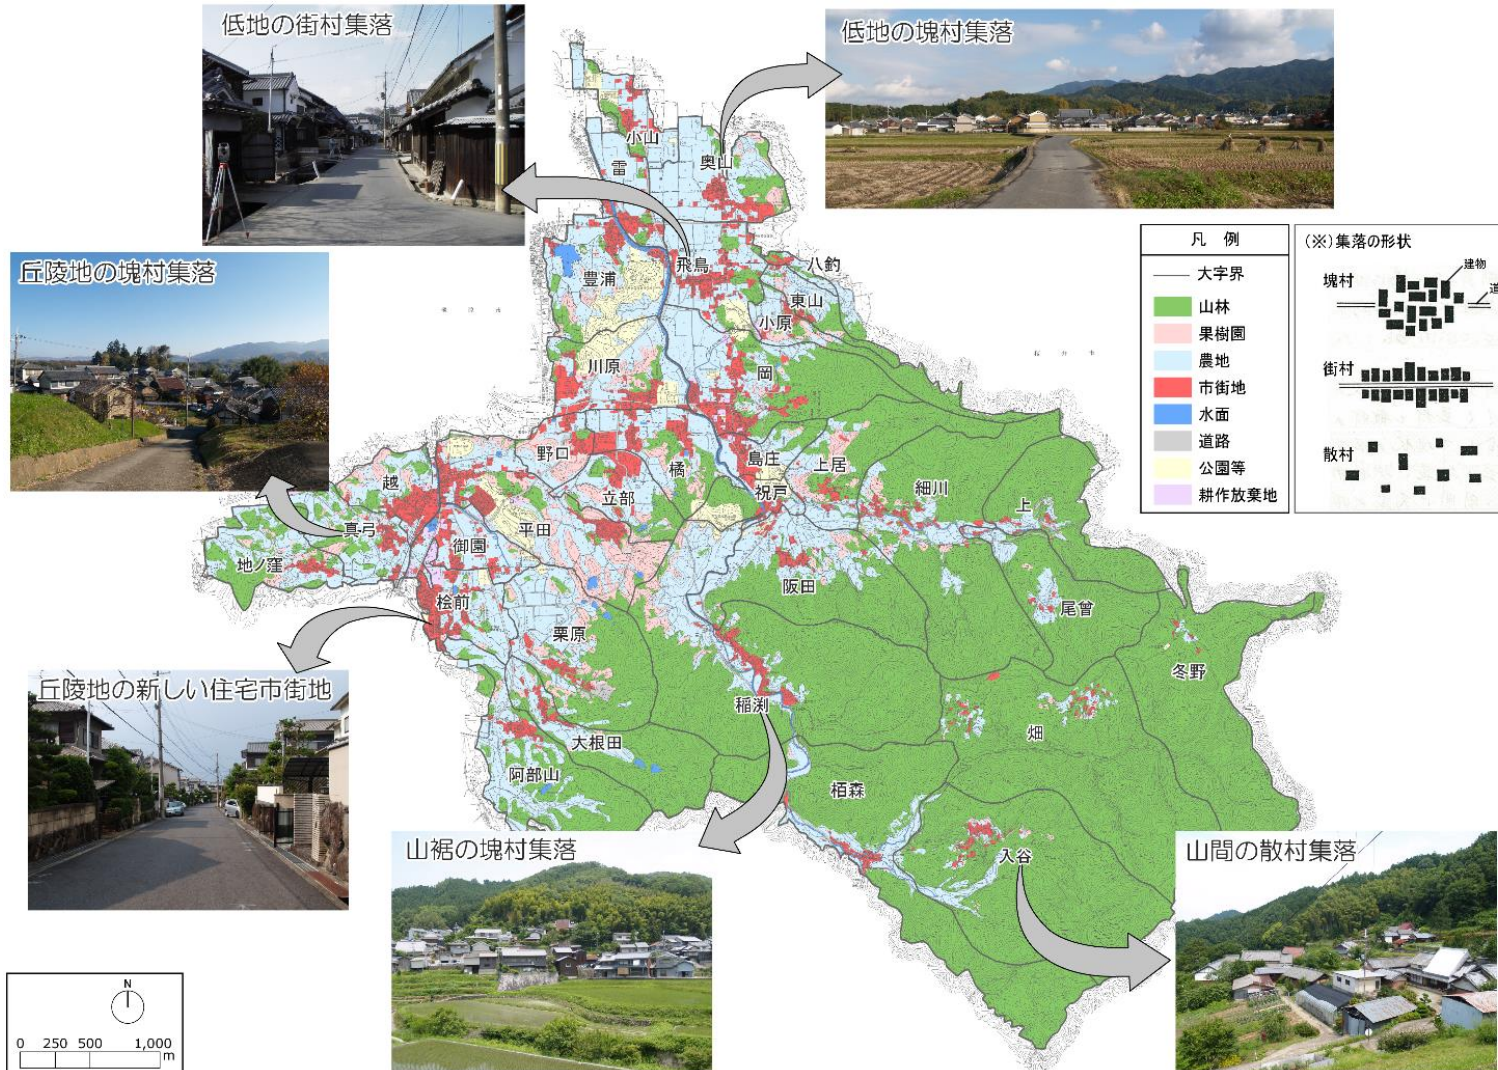 低地の街村集落
低地の塊村集落
丘陵地の塊村集落
丘陵地の新しい住宅市街地
山裾の塊村集落
山間の散村集落
小山
雷
奥山
飛鳥
八釣
豊浦
東山
小原
川原
岡
野口
橘
島庄
上居
祝戸
細川
上
越
立部
真弓
平田
御園
地ノ窪
桧前
阪田
尾曽
栗原
冬野
稲渕
畑
大根田
阿部山
栢森
入谷
凡 例
大字界
山林
果樹園
農地
市街地
水面
道路
公園等
耕作放棄地
(※)集落の形状
塊村
建物
道
街村
散村
N
0 250 500 1,000
m